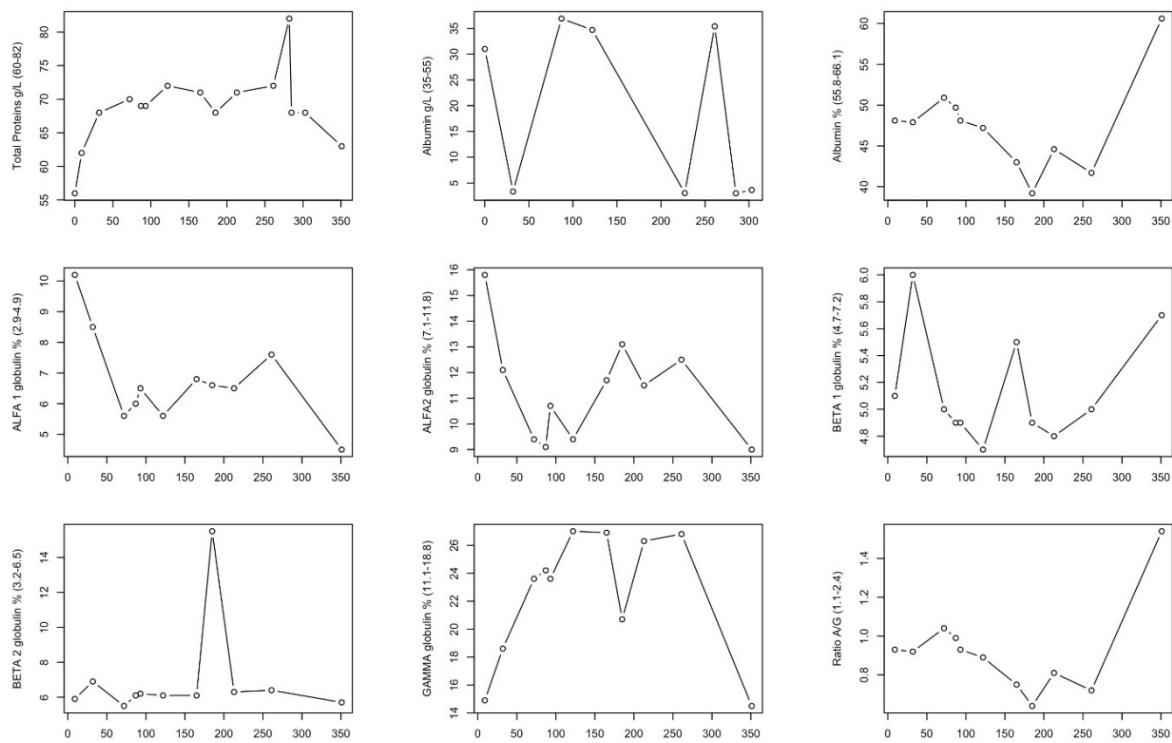 Total Proteins g/L (60-82)
55 60 65 70 75 80
0 50 100 150 200 250 300 350
Albumin g/L (35-55)
5 10 15 20 25 30 35
0 50 100 150 200 250 300
Albumin % (55.8-66.1)
40 45 50 55 60
0 50 100 150 200 250 300 350
ALFA 1 globulin % (2.9-4.9)
5 6 7 8 9 10
0 50 100 150 200 250 300 350
ALFA2 globulin % (7.1-11.8)
9 10 11 12 13 14 15 16
0 50 100 150 200 250 300 350
BETA 1 globulin % (4.7-7.2)
4.8 5.0 5.2 5.4 5.6 5.8 6.0
0 50 100 150 200 250 300 350
BETA 2 globulin % (3.2-6.5)
6 8 10 12 14
0 50 100 150 200 250 300 350
GAMMA globulin % (11.1-18.8)
14 16 18 20 22 24 26
0 50 100 150 200 250 300 350
Ratio A/G (1.1-2.4)
0.8 1.0 1.2 1.4
0 50 100 150 200 250 300 350